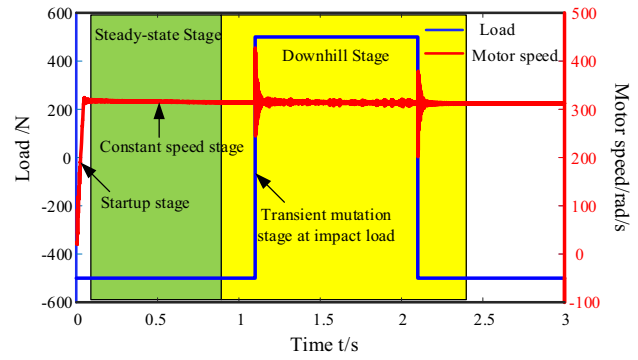 600
400
200
0
-200
-400
-600
Load /N
500
400
300
200
100
0
-100
Motor speed/rad/s
Steady-state Stage
Load
Motor speed
Downhill Stage
Constant speed stage
Startup stage
Transient mutation
stage at impact load
0 0.5 1 1.5 2 2.5 3
Time t/s